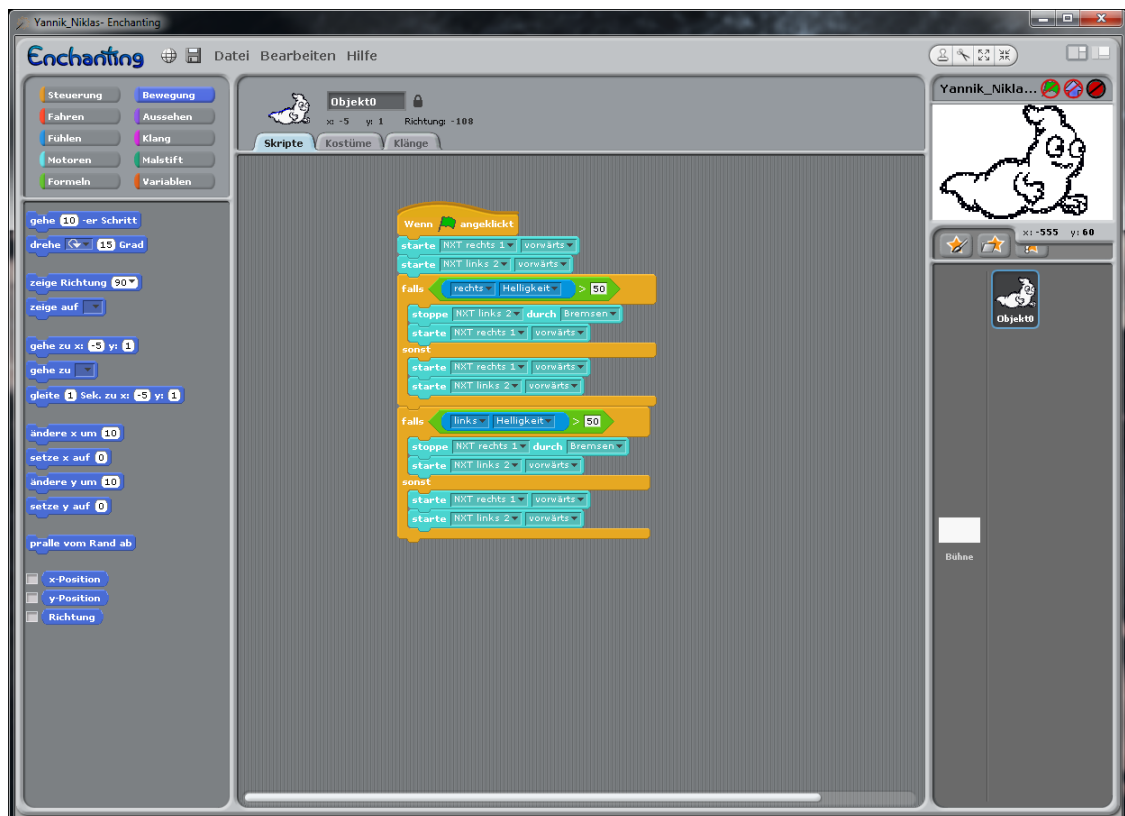 Yannik_Niklas- Enchanting
Enchanting Datei Bearbeiten Hilfe
Steuerung Bewegung
Fahren Aussehen
Fühlen Klang
Motoren Malstift
Formeln Variablen
gehe 10 -er Schritt
drehe 15 Grad
zeige Richtung 90
zeige auf
gehe zu x: -5 y: 1
gehe zu
gleite 1 Sek. zu x: -5 y: 1
ändere x um 10
setze x auf 0
ändere y um 10
setze y auf 0
pralle vom Rand ab
x-Position
y-Position
Richtung
Objekt0
x: -5 y: 1 Richtung: -108
Skripte Kostüme Klänge
Wenn angeklickt
starte NXT rechts 1 vorwärts
starte NXT links 2 vorwärts
falls rechts Helligkeit > 50
stoppe NXT links 2 durch Bremsen
starte NXT rechts 1 vorwärts
sonst
starte NXT rechts 1 vorwärts
starte NXT links 2 vorwärts
falls links Helligkeit > 50
stoppe NXT rechts 1 durch Bremsen
starte NXT links 2 vorwärts
sonst
starte NXT rechts 1 vorwärts
starte NXT links 2 vorwärts
Yannik_Nikla...
x: -555 y: 60
Objekt0
Bühne